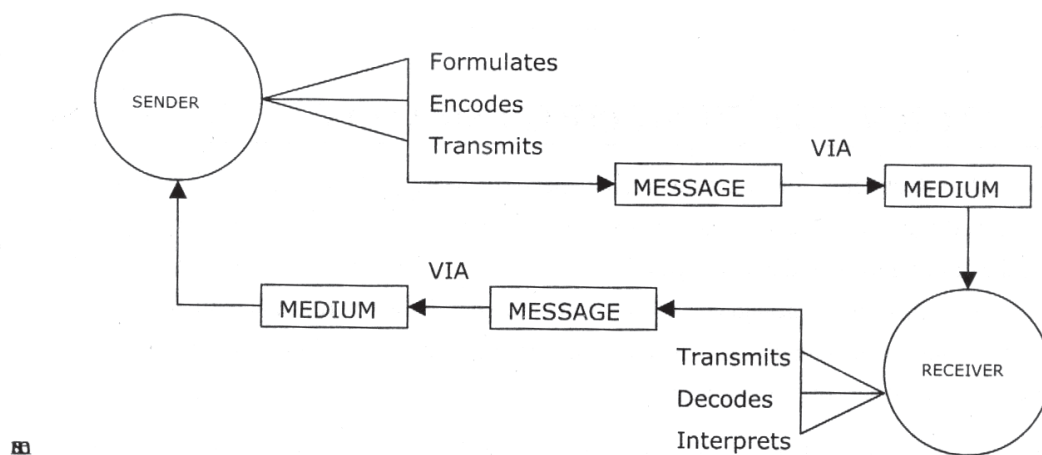 SENDER
Formulates
Encodes
Transmits
VIA
MESSAGE
MEDIUM
VIA
MEDIUM
MESSAGE
Transmits
Decodes
Interprets
RECEIVER